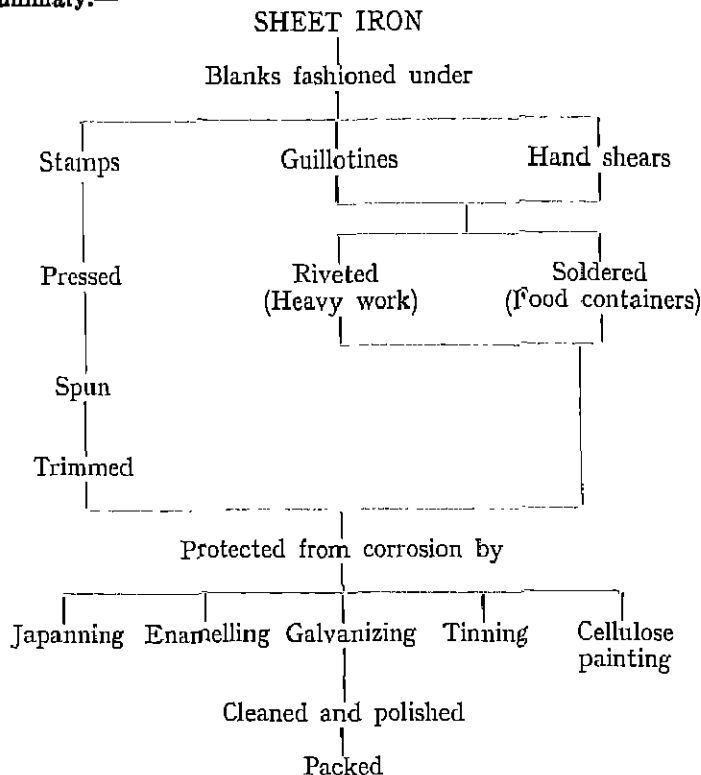 SHEET IRON
Blanks fashioned under
Stamps Guillotines Hand shears
Pressed Riveted Soldered
(Heavy work) (Food containers)
Spun
Trimmed
Protected from corrosion by
Japanning Enamelling Galvanizing Tinning Cellulose
painting
Cleaned and polished
Packed